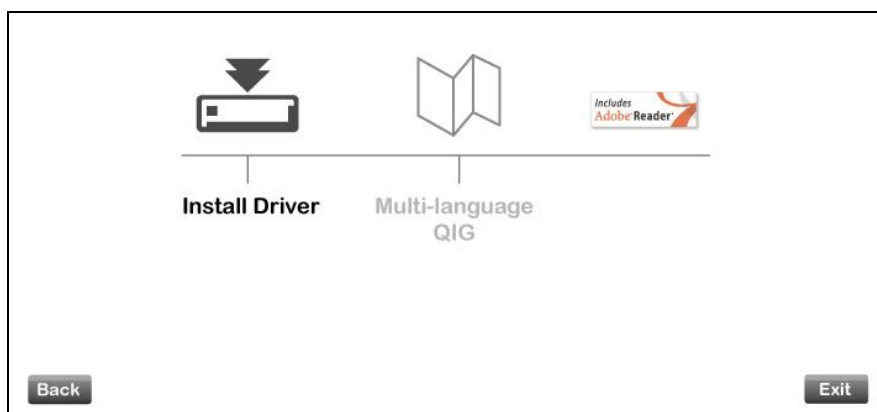 Includes
Adobe Reader
Install Driver
Multi-language
QIG
Back
Exit